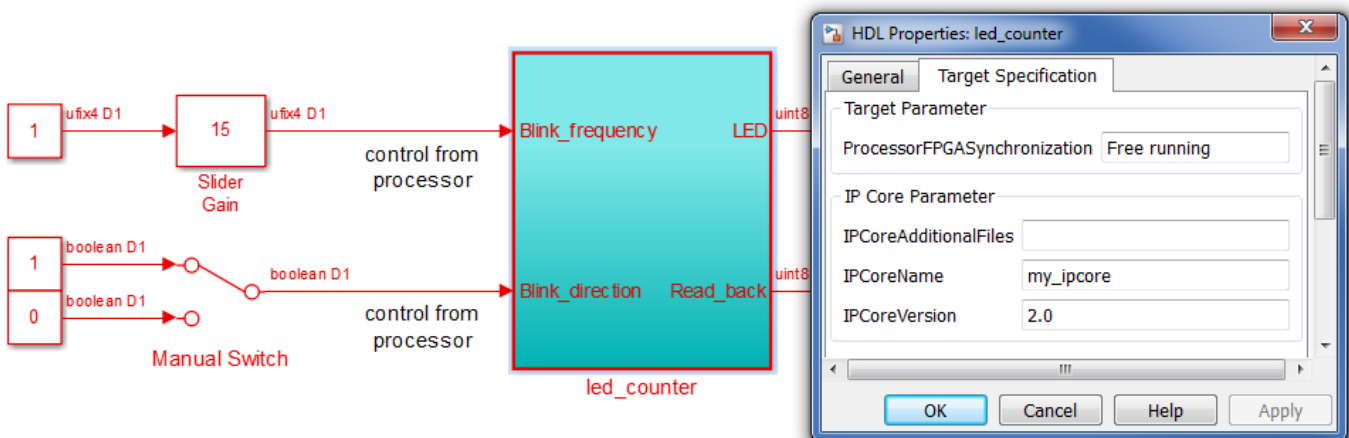 1
ufix4 D1
15
ufix4 D1
Slider
Gain
control from
processor
Blink_frequency
LED
uint8
1
boolean D1
0
boolean D1
boolean D1
Manual Switch
control from
processor
Blink_direction
Read_back
uint8
led_counter
HDL Properties: led_counter
General
Target Specification
Target Parameter
ProcessorFPGASynchronization Free running
IP Core Parameter
IPCoreAdditionalFiles
IPCoreName my_ipcore
IPCoreVersion 2.0
OK Cancel Help Apply